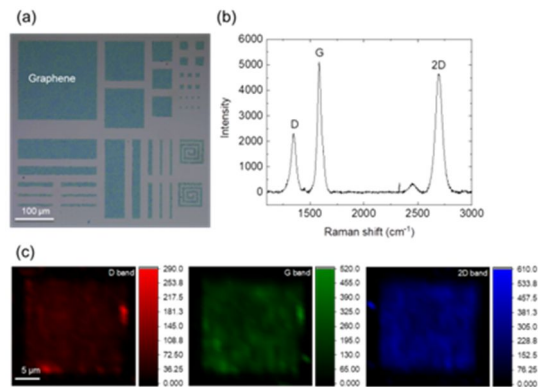 (a)
Graphene
100 µm
(b)
6000
5000
4000
3000
2000
1000
0
Intensity
D
G
2D
1500
2000
2500
3000
Raman shift (cm-1)
(c)
D band
5 µm
290.0
253.8
217.5
181.3
145.0
108.8
72.50
36.25
0.000
G band
520.0
455.0
390.0
325.0
260.0
195.0
130.0
65.00
0.000
2D band
610.0
533.8
457.5
381.3
305.0
228.8
152.5
76.25
0.000